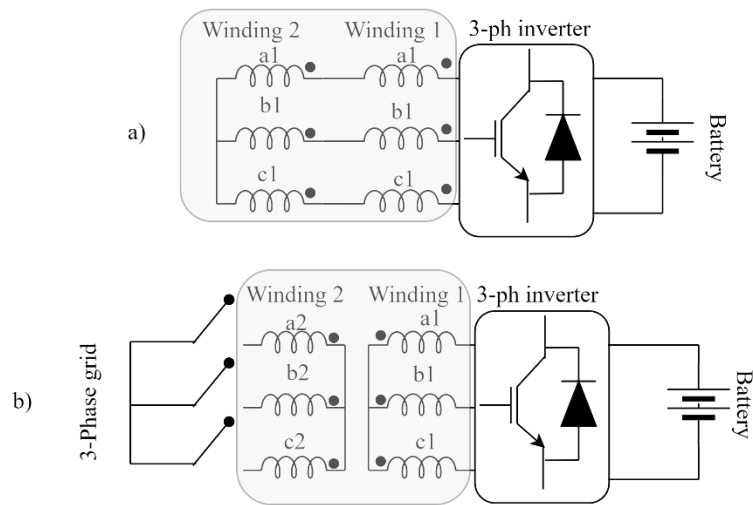 Winding 2 Winding 1 3-ph inverter
a1 a1
b1 b1
a)
c1 c1
Battery
Winding 2 Winding 1 3-ph inverter
a2 a1
b2 b1
b)
c2 c1
3-Phase grid
Battery